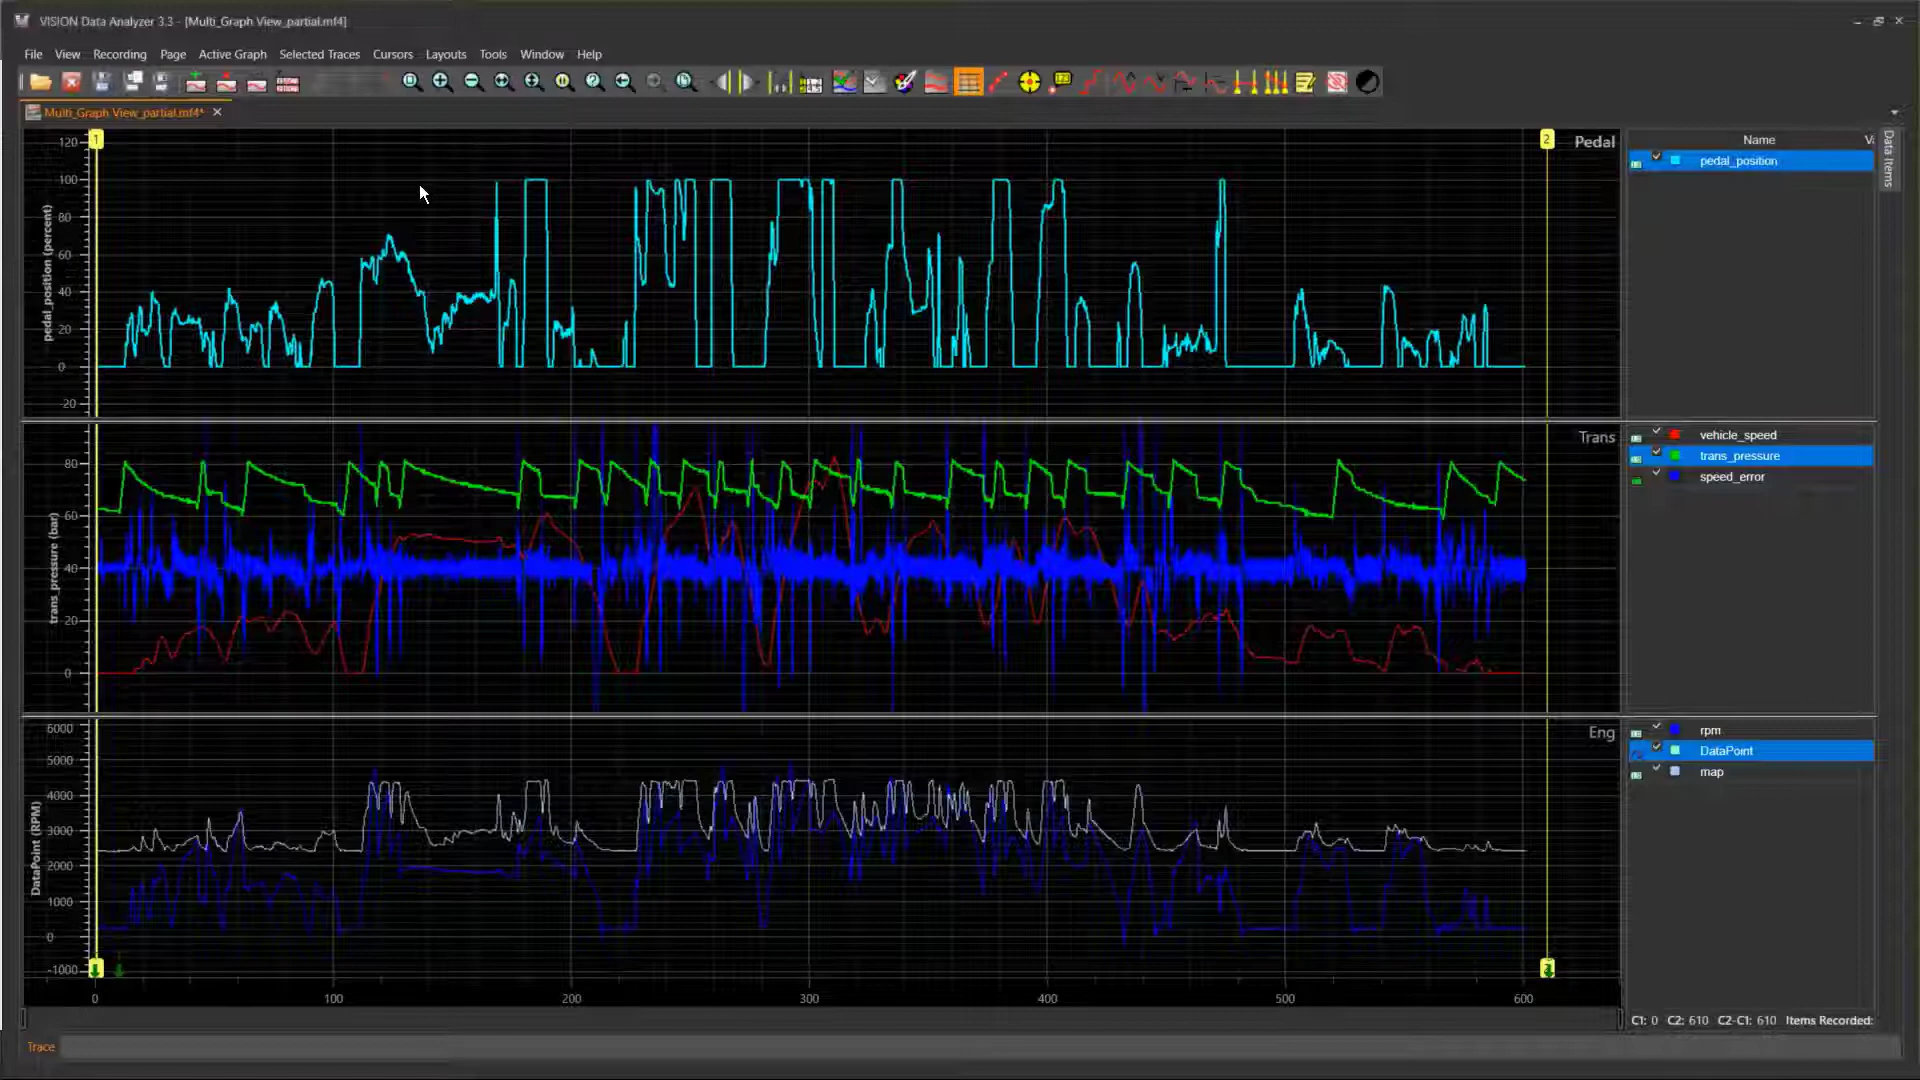 VISION Data Analyzer 3.3 - [Multi_Graph View_partial.mf4]
File View Recording Page Active Graph Selected Traces Cursors Layouts Tools Window Help
Multi_Graph View_partial.mf4*
1
2
Pedal
120
100
80
60
40
20
0
-20
pedal_position (percent)
Name
pedal_position
Data Items
Trans
80
60
40
20
0
trans_pressure (bar)
vehicle_speed
trans_pressure
speed_error
Eng
6000
5000
4000
3000
2000
1000
0
-1000
DataPoint (RPM)
rpm
DataPoint
map
0 100 200 300 400 500 600
C1: 0 C2: 610 C2-C1: 610 Items Recorded:
Trace